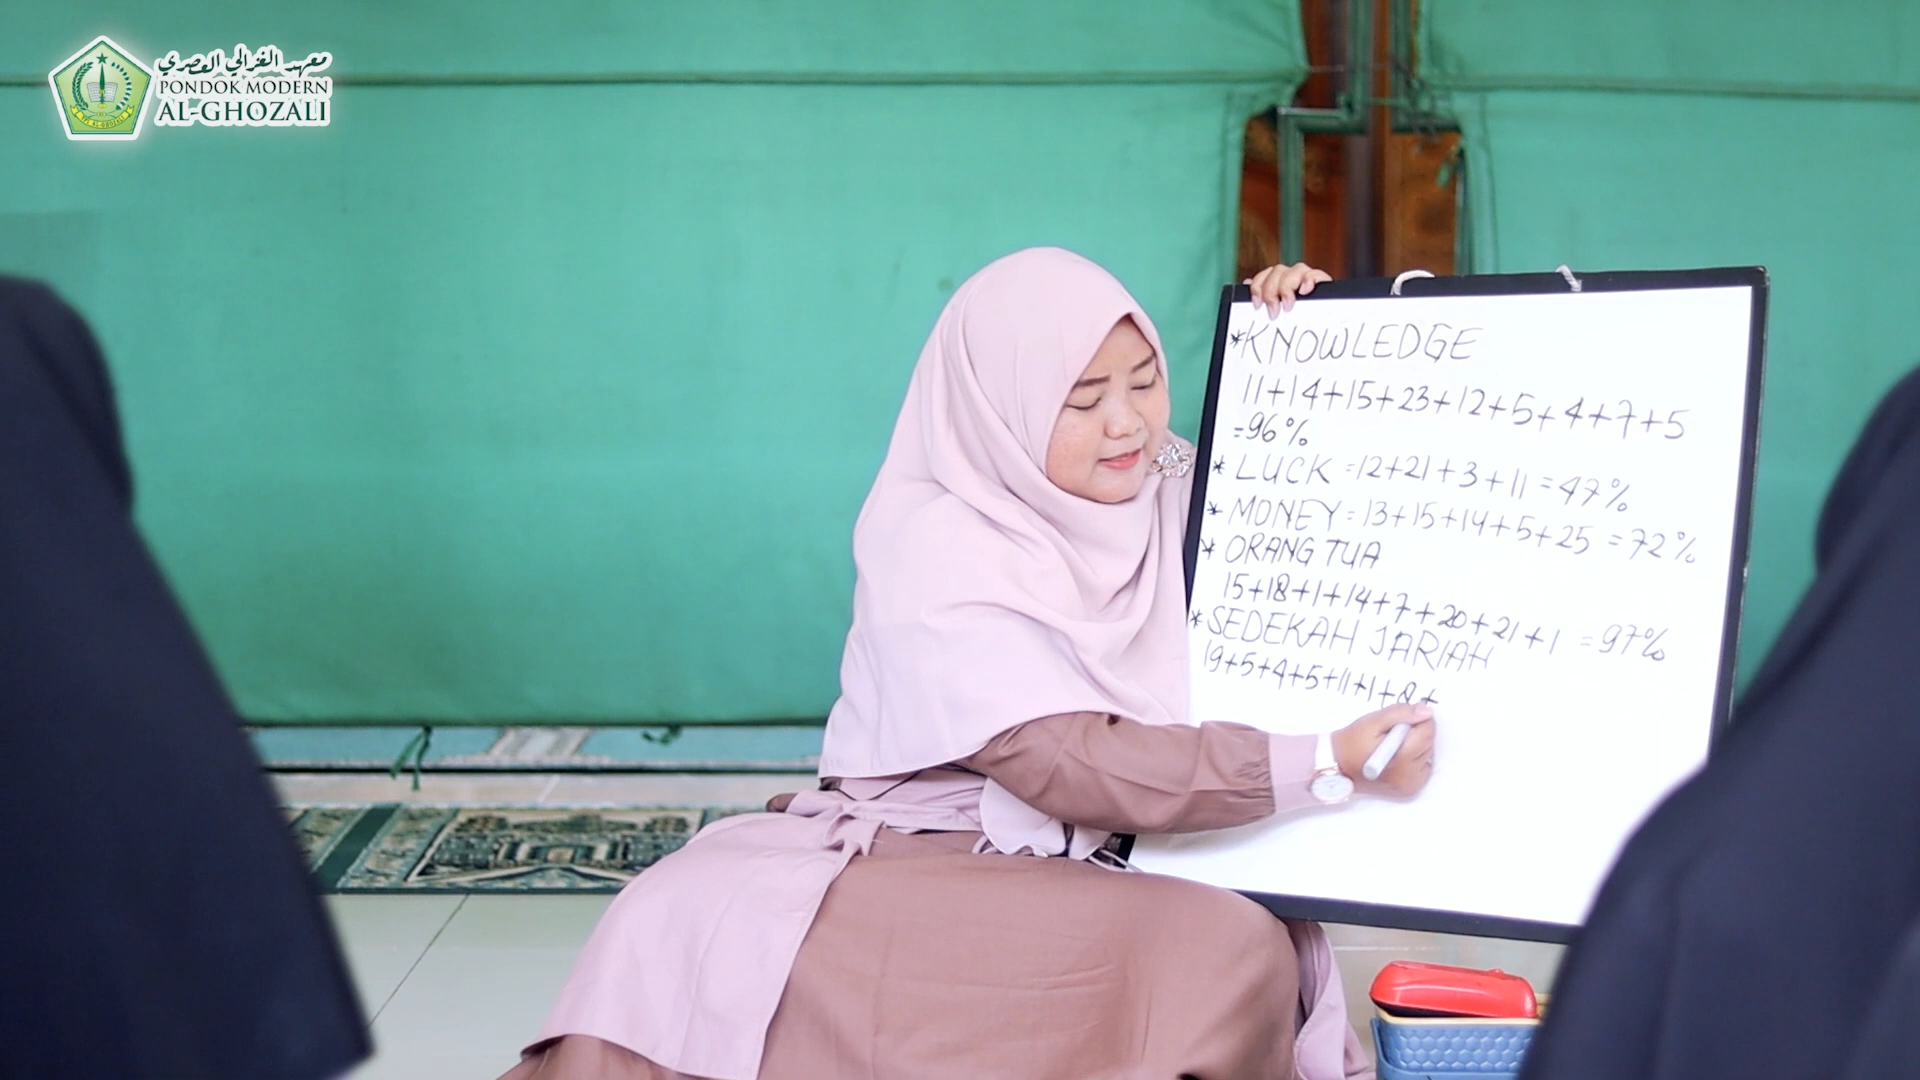 معهد الغزالي العصري
PONDOK MODERN
AL-GHOZALI
*KNOWLEDGE
11+14+15+23+12+5+4+7+5
=96%
* LUCK =12+21+3+11=47%
* MONEY=13+15+14+5+25 =72%
* ORANG TUA
15+18+1+14+7+20+21+1 =97%
*SEDEKAH JARIAH
19+5+4+5+11+1+8+